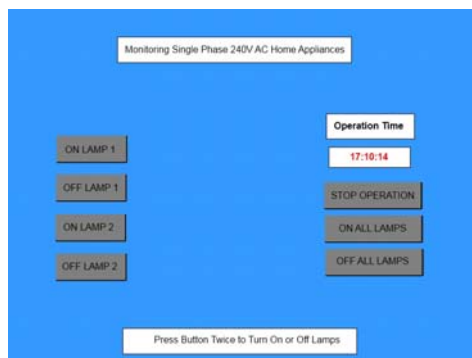 Monitoring Single Phase 240V AC Home Appliances
Operation Time
17:10:14
ON LAMP 1
OFF LAMP 1
ON LAMP 2
OFF LAMP 2
STOP OPERATION
ON ALL LAMPS
OFF ALL LAMPS
Press Button Twice to Turn On or Off Lamps